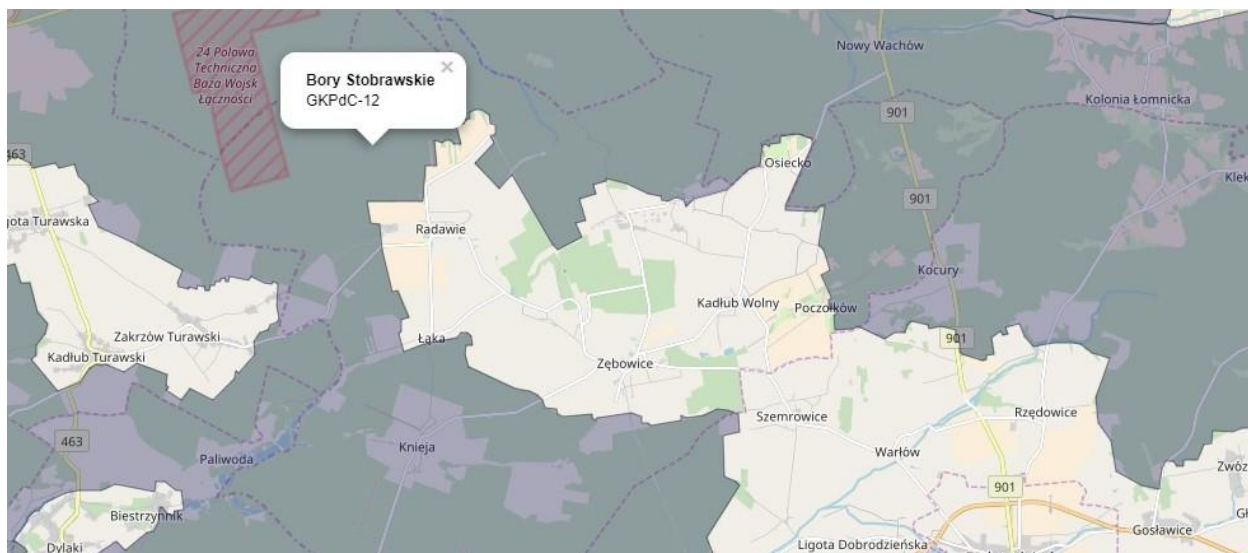 24 Polowa
Techniczna
Baza Wojsk
Łączności
Bory Stobrawskie
GKPdC-12
×
Nowy Wachów
Kolonia Łomnicka
901
463
Osiecko
901
Turawska
Radawie
Kocury
Kadłub Wolny
Poczołków
Zakrzów Turawski
Łąka
901
Kadłub Turawski
Zębowice
Szemrowice
Rzędowice
463
Knieja
Warłów
Paliwoda
901
Biestrzynnik
Gosławice
Dylaki
Ligota Dobrodzieńska